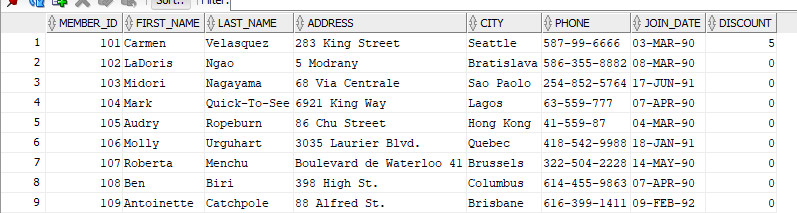 Sort.. Filter:
MEMBER_ID FIRST_NAME LAST_NAME ADDRESS CITY PHONE JOIN_DATE DISCOUNT
1 101 Carmen Velasquez 283 King Street Seattle 587-99-6666 03-MAR-90 5
2 102 LaDoris Ngao 5 Modrany Bratislava 586-355-8882 08-MAR-90 0
3 103 Midori Nagayama 68 Via Centrale Sao Paolo 254-852-5764 17-JUN-91 0
4 104 Mark Quick-To-See 6921 King Way Lagos 63-559-777 07-APR-90 0
5 105 Audry Ropeburn 86 Chu Street Hong Kong 41-559-87 04-MAR-90 0
6 106 Molly Urguhart 3035 Laurier Blvd. Quebec 418-542-9988 18-JAN-91 0
7 107 Roberta Menchu Boulevard de Waterloo 41 Brussels 322-504-2228 14-MAY-90 0
8 108 Ben Biri 398 High St. Columbus 614-455-9863 07-APR-90 0
9 109 Antoinette Catchpole 88 Alfred St. Brisbane 616-399-1411 09-FEB-92 0